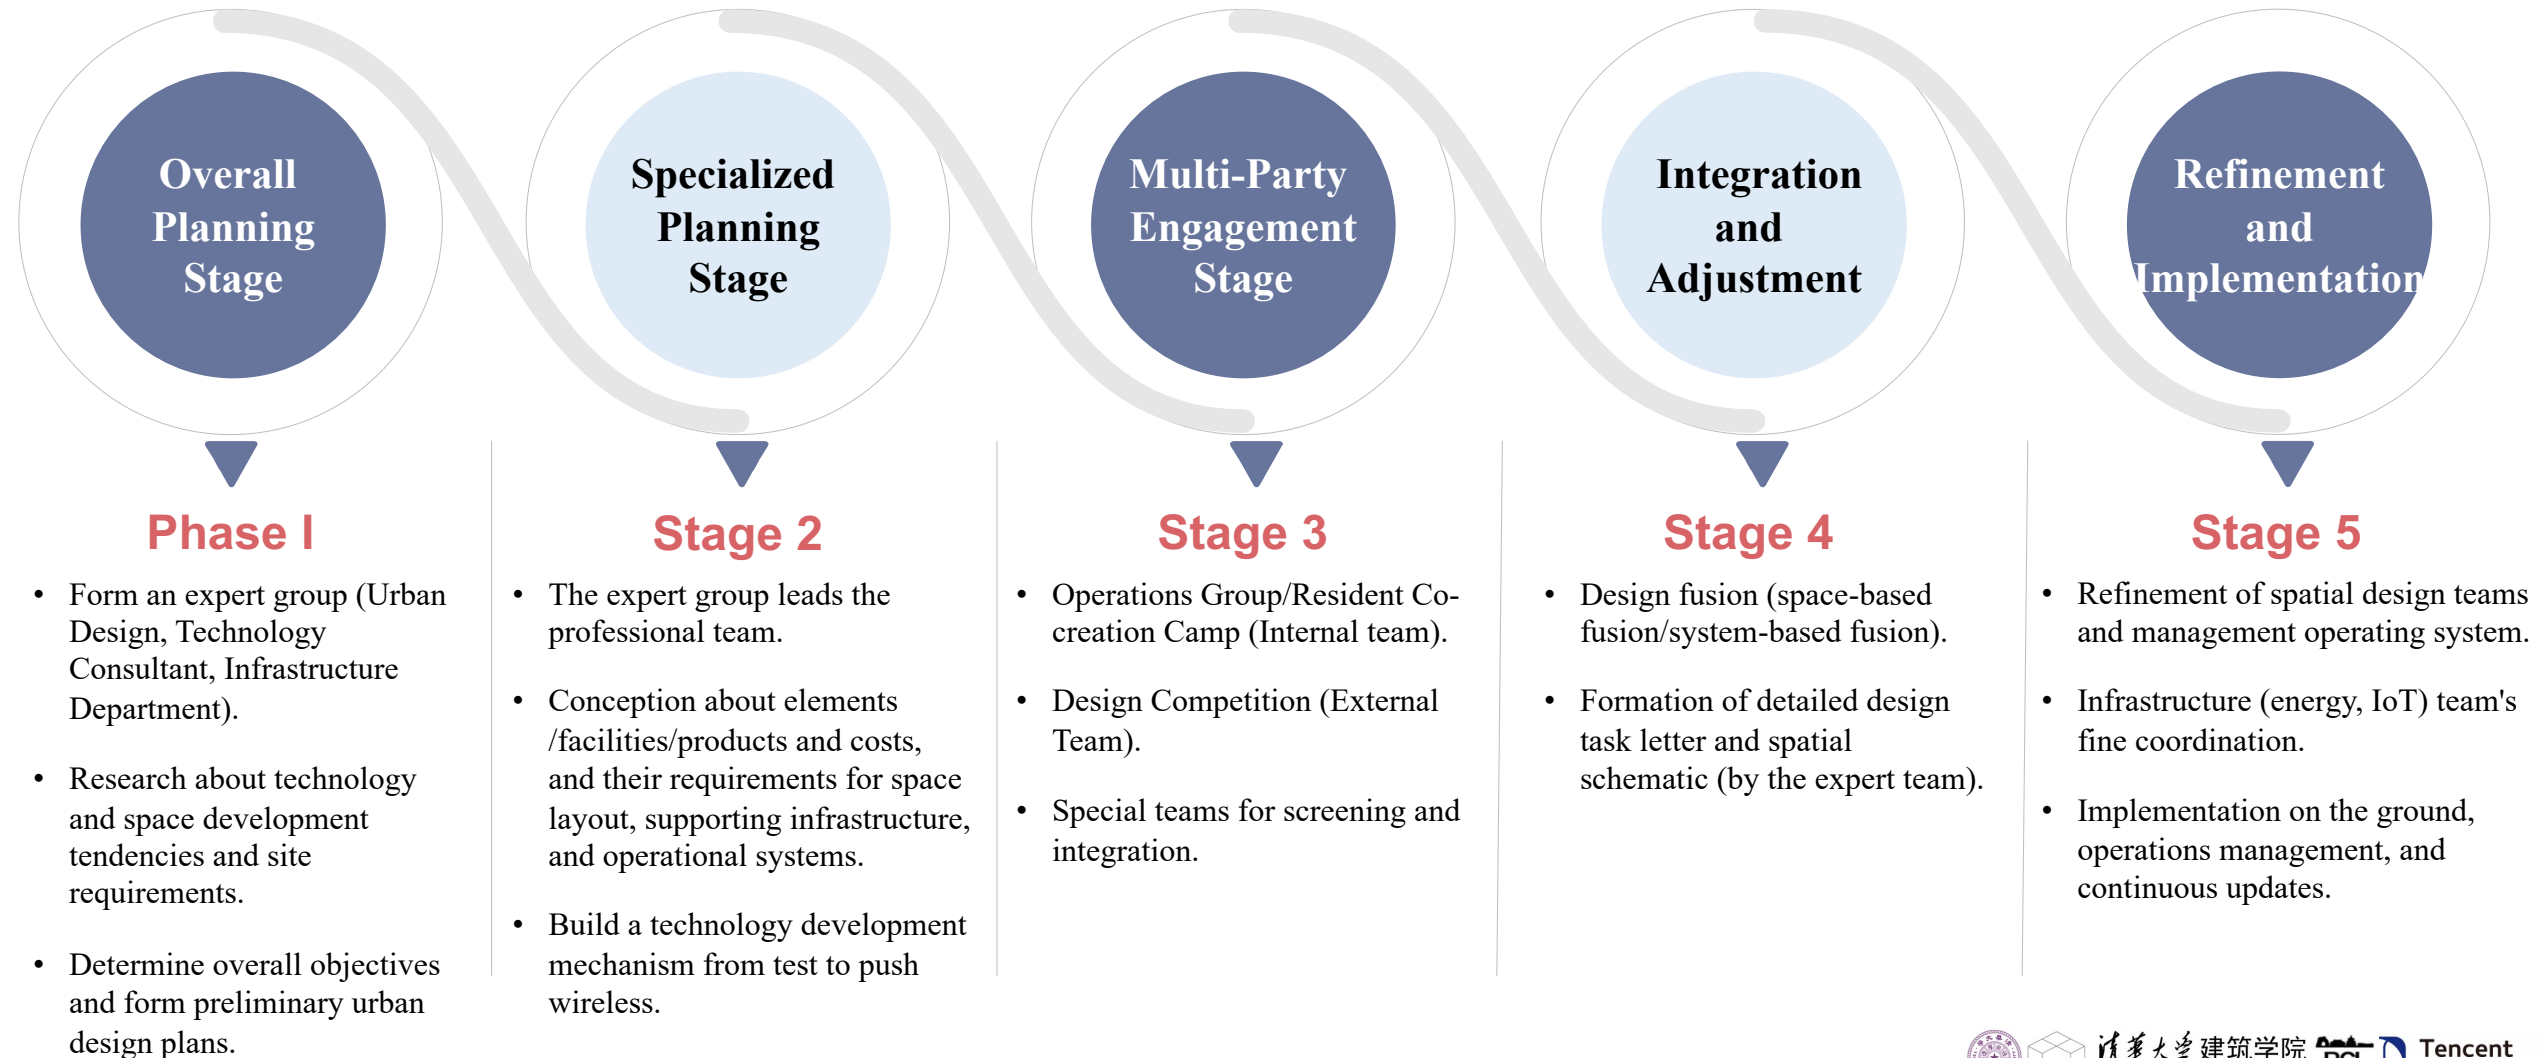 Overall
Planning
Stage
Specialized
Planning
Stage
Multi-Party
Engagement
Stage
Integration
and
Adjustment
Refinement
and
Implementation
Phase I
• Form an expert group (Urban
Design, Technology
Consultant, Infrastructure
Department).
• Research about technology
and space development
tendencies and site
requirements.
• Determine overall objectives
and form preliminary urban
design plans.
Stage 2
• The expert group leads the
professional team.
• Conception about elements
/facilities/products and costs,
and their requirements for space
layout, supporting infrastructure,
and operational systems.
• Build a technology development
mechanism from test to push
wireless.
Stage 3
• Operations Group/Resident Co-
creation Camp (Internal team).
• Design Competition (External
Team).
• Special teams for screening and
integration.
Stage 4
• Design fusion (space-based
fusion/system-based fusion).
• Formation of detailed design
task letter and spatial
schematic (by the expert team).
Stage 5
• Refinement of spatial design teams
and management operating system.
• Infrastructure (energy, IoT) team's
fine coordination.
• Implementation on the ground,
operations management, and
continuous updates.
清华大学建筑学院
Tencent